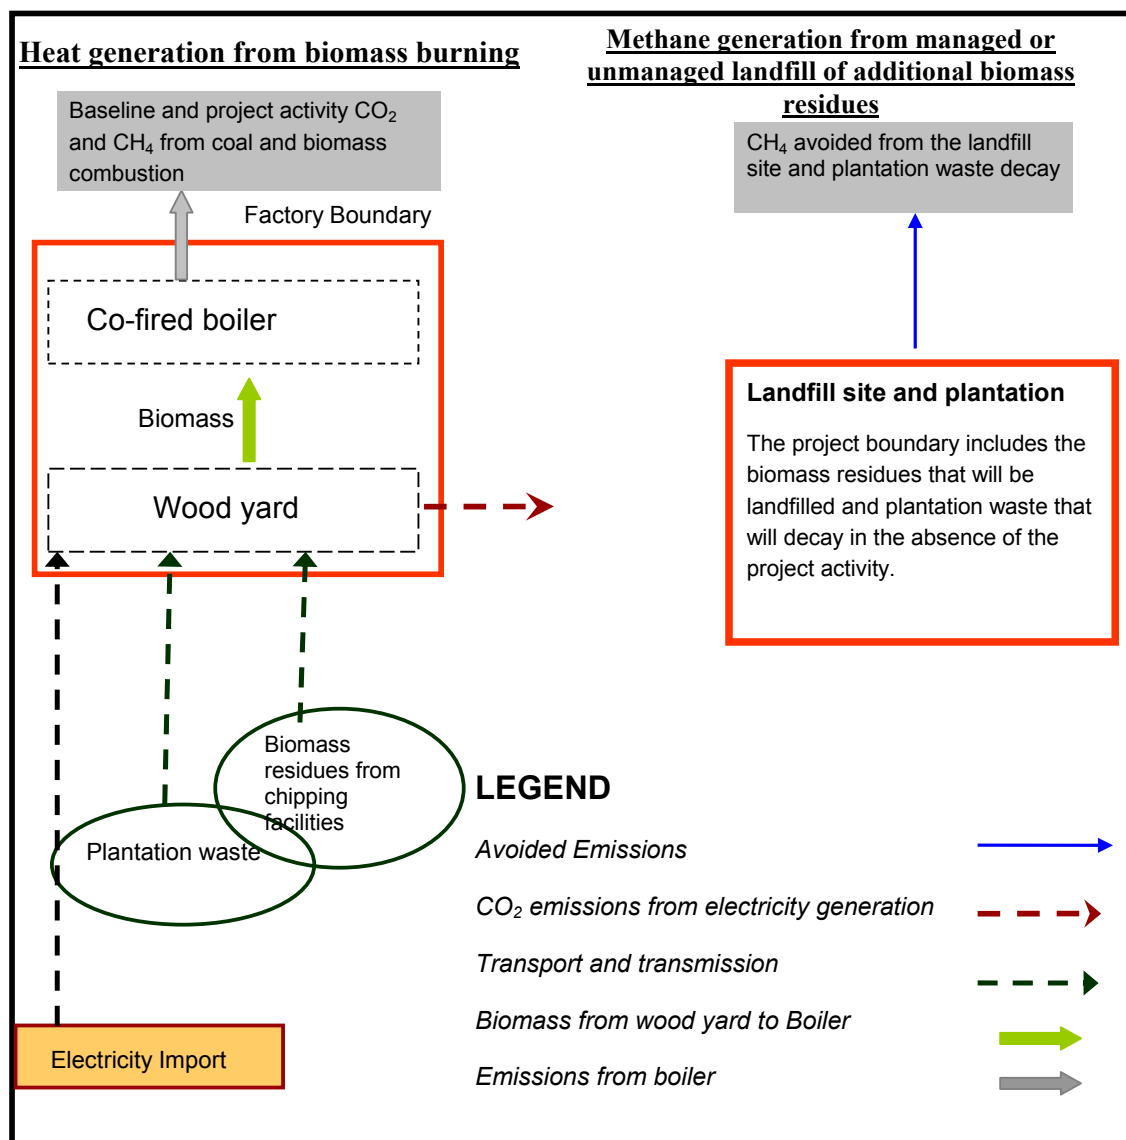 Heat generation from biomass burning
Baseline and project activity CO₂
and CH₄ from coal and biomass
combustion
Factory Boundary
Co-fired boiler
Biomass
Wood yard
Biomass
residues from
chipping
facilities
Plantation waste
Electricity Import
Methane generation from managed or
unmanaged landfill of additional biomass
residues
CH₄ avoided from the landfill
site and plantation waste decay
Landfill site and plantation
The project boundary includes the
biomass residues that will be
landfilled and plantation waste that
will decay in the absence of the
project activity.
LEGEND
Avoided Emissions
CO₂ emissions from electricity generation
Transport and transmission
Biomass from wood yard to Boiler
Emissions from boiler